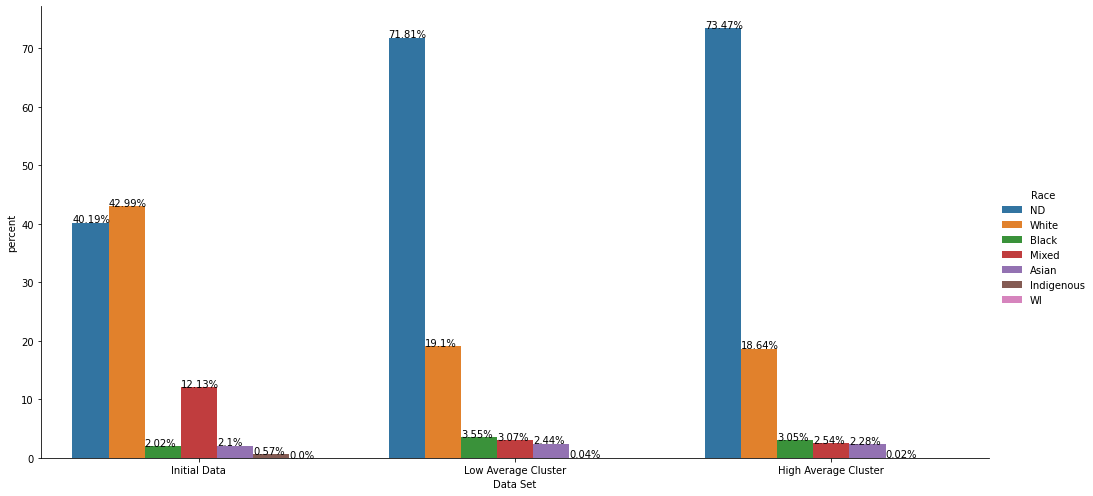 73.47%
71.81%
70
60
50
42.99%
40.19%
40
percent
30
20
19.1%
18.64%
12.13%
10
2.02%
2.1%
0.57%
0.0%
3.55%
3.07%
2.44%
0.04%
3.05%
2.54%
2.28%
0.02%
0
Initial Data
Low Average Cluster
High Average Cluster
Data Set
Race
ND
White
Black
Mixed
Asian
Indigenous
WI